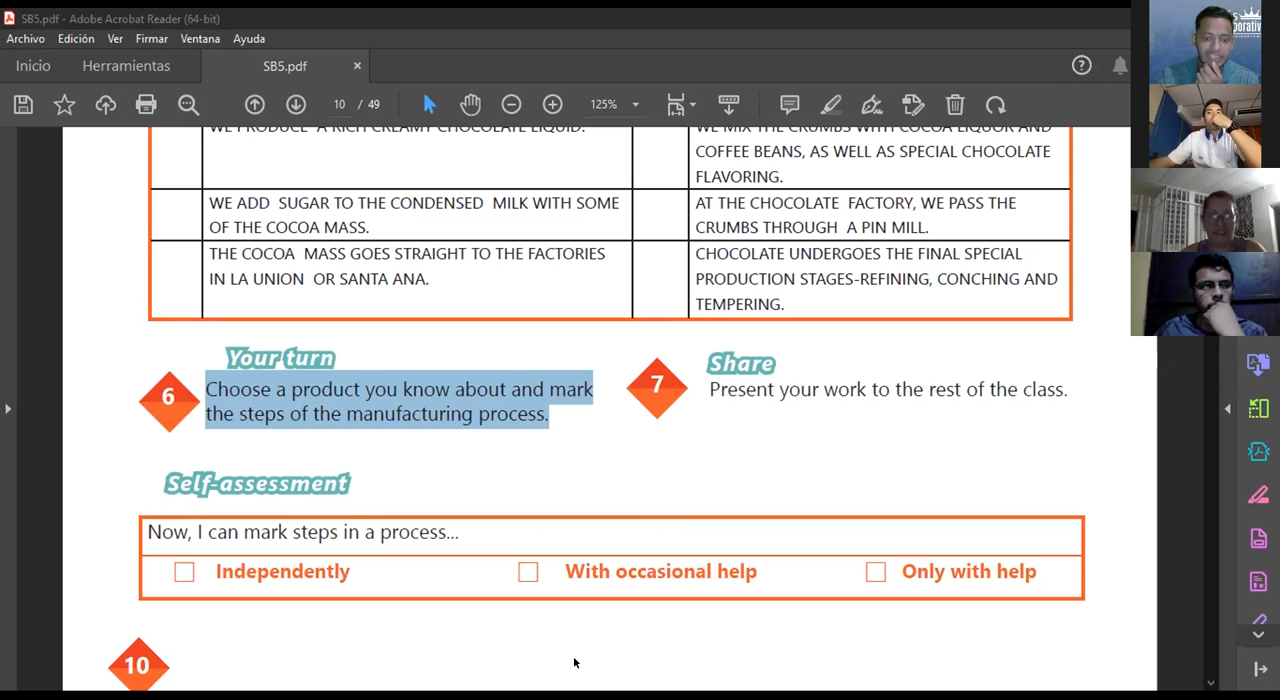 SB5.pdf - Adobe Acrobat Reader (64-bit)
Archivo Edición Ver Firmar Ventana Ayuda
Inicio Herramientas SB5.pdf ×
10 / 49 125%
WE PRODUCE A RICH CREAMY CHOCOLATE LIQUID.
WE MIX THE CRUMBS WITH COCOA LIQUOR AND
COFFEE BEANS, AS WELL AS SPECIAL CHOCOLATE
FLAVORING.
WE ADD SUGAR TO THE CONDENSED MILK WITH SOME
OF THE COCOA MASS.
AT THE CHOCOLATE FACTORY, WE PASS THE
CRUMBS THROUGH A PIN MILL.
THE COCOA MASS GOES STRAIGHT TO THE FACTORIES
IN LA UNION OR SANTA ANA.
CHOCOLATE UNDERGOES THE FINAL SPECIAL
PRODUCTION STAGES-REFINING, CONCHING AND
TEMPERING.
Your turn
6 Choose a product you know about and mark
the steps of the manufacturing process.
Share
7 Present your work to the rest of the class.
Self-assessment
Now, I can mark steps in a process...
Independently With occasional help Only with help
10